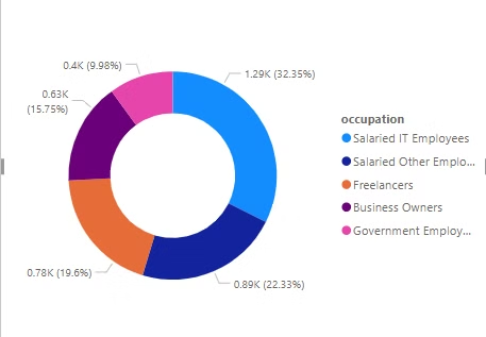 0.4K (9.98%)
1.29K (32.35%)
0.63K
(15.75%)
0.78K (19.6%)
0.89K (22.33%)
occupation
Salaried IT Employees
Salaried Other Emplo...
Freelancers
Business Owners
Government Employ...